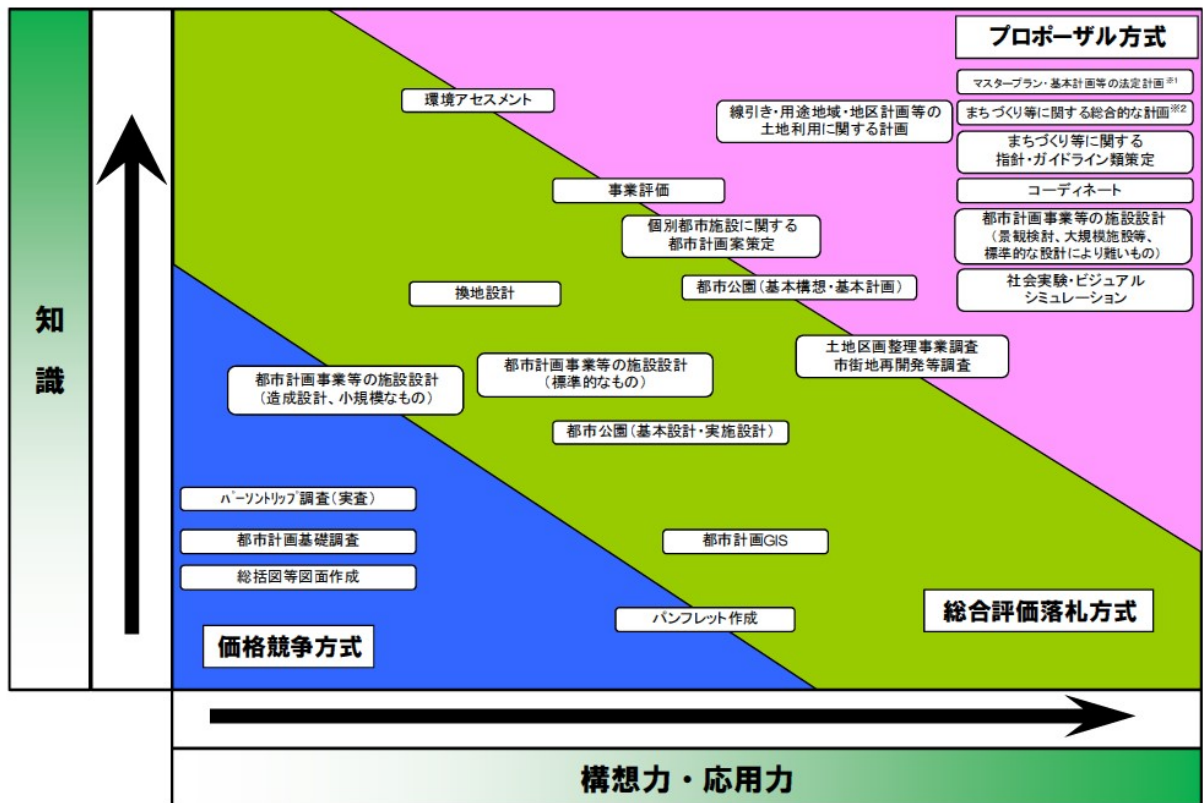 プロポーザル方式
マスタープラン・基本計画等の法定計画※1
環境アセスメント
線引き・用途地域・地区計画等の
土地利用に関する計画
まちづくり等に関する総合的な計画※2
まちづくり等に関する
指針・ガイドライン類策定
事業評価
コーディネート
個別都市施設に関する
都市計画案策定
都市計画事業等の施設設計
(景観検討、大規模施設等、
標準的な設計により難いもの)
換地設計
都市公園(基本構想・基本計画)
社会実験・ビジュアル
シミュレーション
知
識
土地区画整理事業調査
市街地再開発等調査
都市計画事業等の施設設計
(造成設計、小規模なもの)
都市計画事業等の施設設計
(標準的なもの)
都市公園(基本設計・実施設計)
パーソントリップ調査(実査)
都市計画基礎調査
都市計画GIS
総括図等図面作成
パンフレット作成
総合評価落札方式
価格競争方式
構想力・応用力